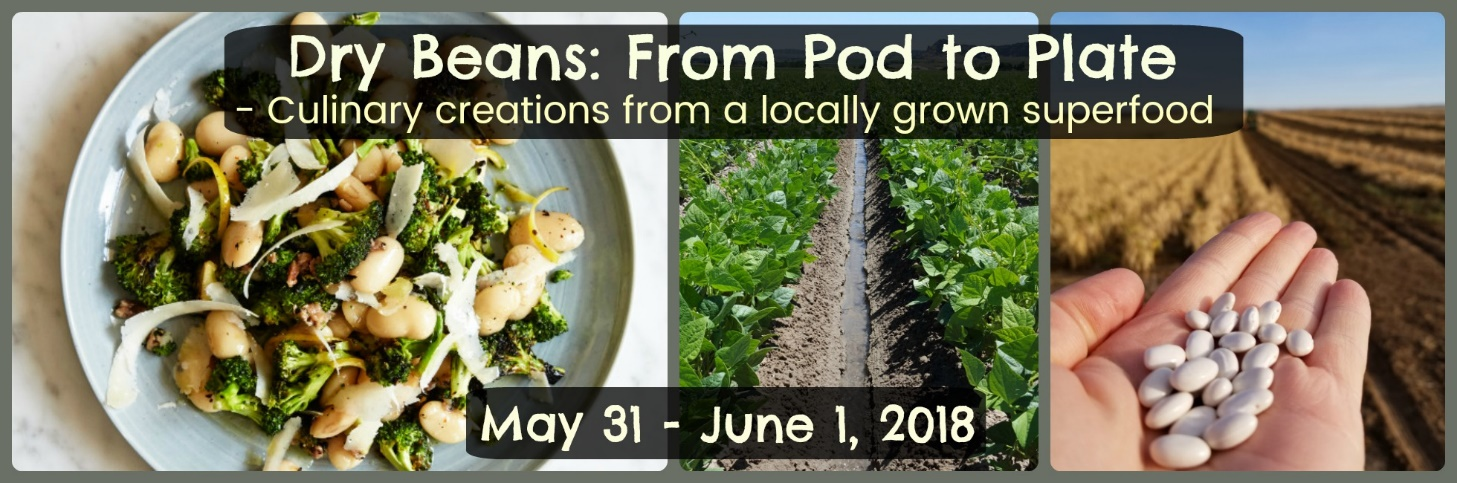 Dry Beans: From Pod to Plate
- Culinary creations from a locally grown superfood
May 31 - June 1, 2018